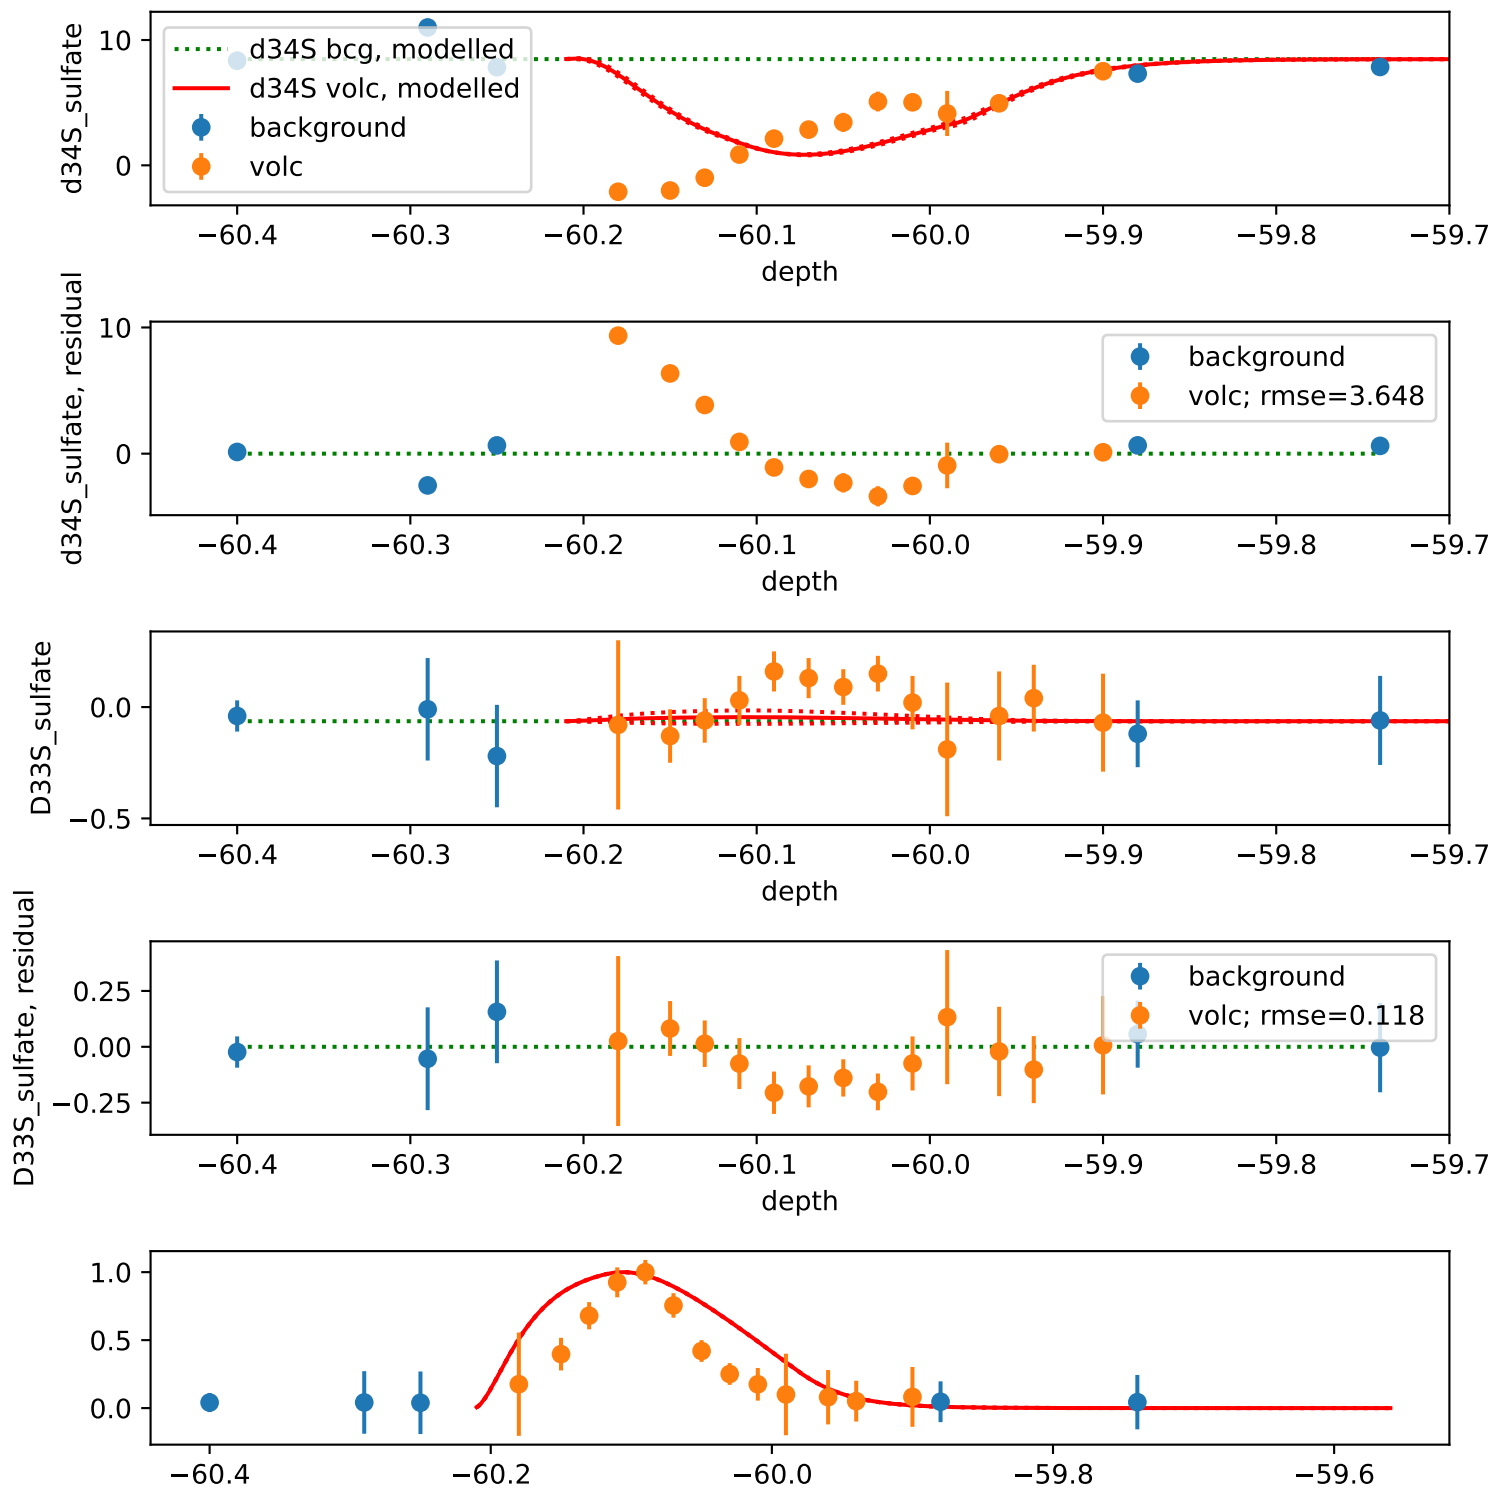 d34S_sulfate
10
0
d34S bcg, modelled
d34S volc, modelled
background
volc
−60.4 −60.3 −60.2 −60.1 −60.0 −59.9 −59.8 −59.7
depth
d34S_sulfate, residual
10
0
background
volc; rmse=3.648
−60.4 −60.3 −60.2 −60.1 −60.0 −59.9 −59.8 −59.7
depth
D33S_sulfate
0.0
−0.5
−60.4 −60.3 −60.2 −60.1 −60.0 −59.9 −59.8 −59.7
depth
D33S_sulfate, residual
0.25
0.00
−0.25
background
volc; rmse=0.118
−60.4 −60.3 −60.2 −60.1 −60.0 −59.9 −59.8 −59.7
depth
1.0
0.5
0.0
−60.4 −60.2 −60.0 −59.8 −59.6